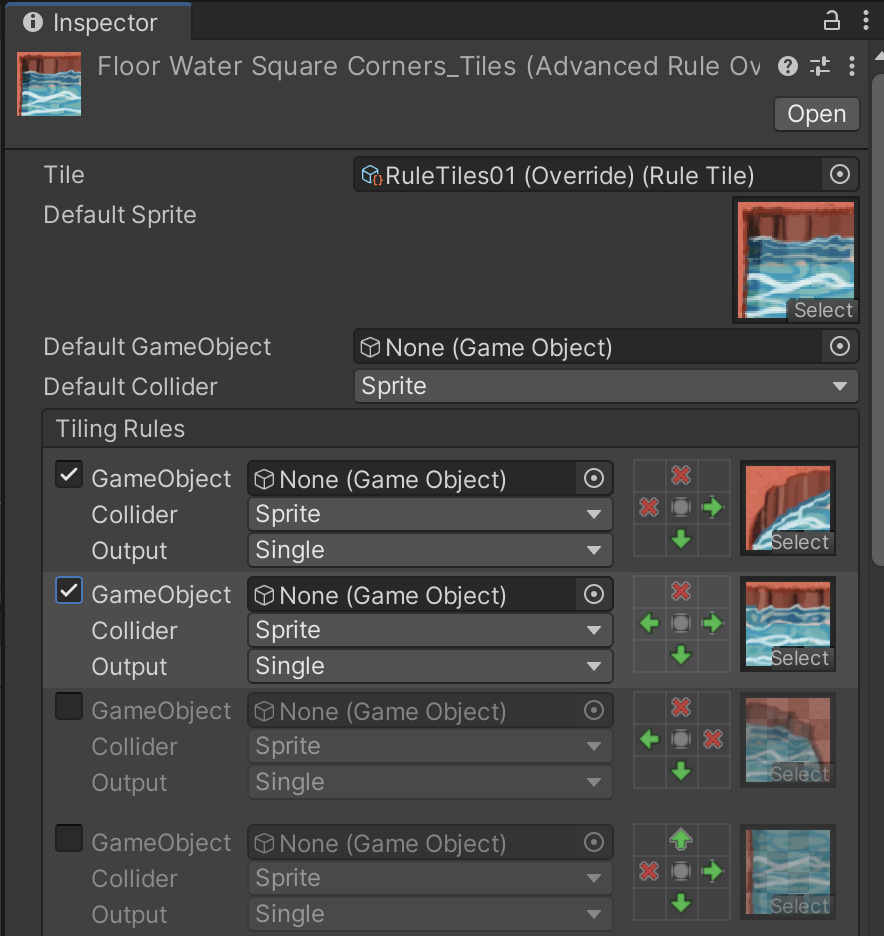 Inspector
Floor Water Square Corners_Tiles (Advanced Rule Ov
Open
Tile RuleTiles01 (Override) (Rule Tile)
Default Sprite
Select
Default GameObject None (Game Object)
Default Collider Sprite
Tiling Rules
GameObject None (Game Object)
Collider Sprite
Output Single
Select
GameObject None (Game Object)
Collider Sprite
Output Single
Select
GameObject None (Game Object)
Collider Sprite
Output Single
Select
GameObject None (Game Object)
Collider Sprite
Output Single
Select